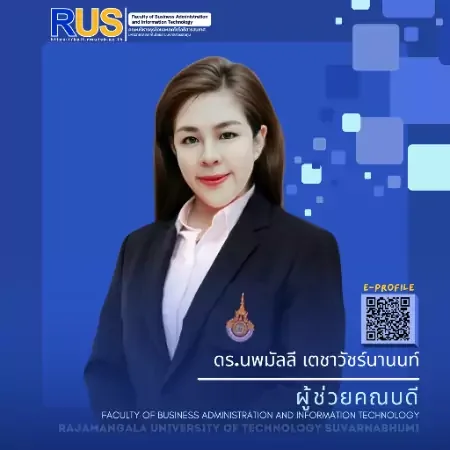 RUS
Faculty of Business Administration
and Information Technology
E-PROFILE
ดร.นพมัลลี เตชาวัชร์นานนท์
ผู้ช่วยคณบดี
FACULTY OF BUSINESS ADMINISTRATION AND INFORMATION TECHNOLOGY
RAJAMANGALA UNIVERSITY OF TECHNOLOGY SUVARNABHUMI